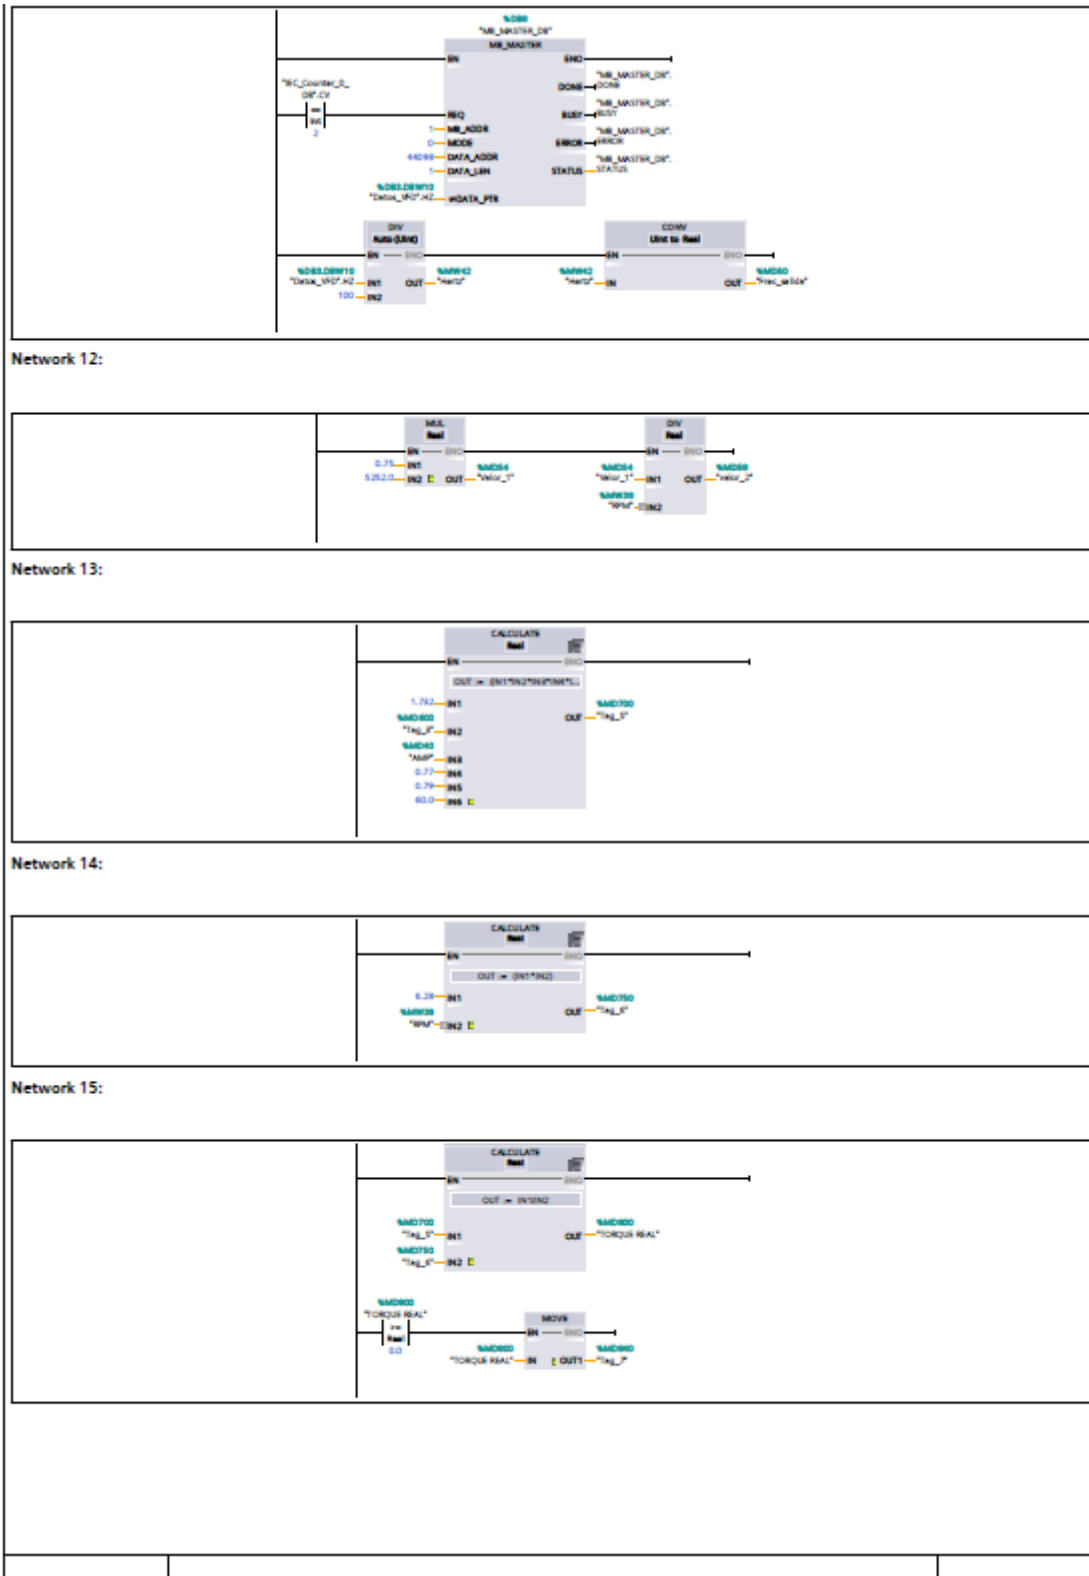 %DB8
"MB_MASTER_DB"
MB_MASTER
EN ENO
"IEC_Counter_0_
DB".CV
==
Int
2
DONE "MB_MASTER_DB".
DONE
REQ BUSY "MB_MASTER_DB".
BUSY
1 MB_ADDR
0 MODE ERROR "MB_MASTER_DB".
ERROR
DATA_ADDR
1 DATA_LEN STATUS "MB_MASTER_DB".
STATUS
%DB3.DBW10
"Datos_VFD".HZ DATA_PTR
DIV
Auto (UInt)
EN ENO
%DB3.DBW10
"Datos_VFD".HZ IN1
100 IN2
OUT %MW42
"Hertz"
CONV
UInt to Real
EN ENO
%MW42
"Hertz" IN
OUT %MD50
"Frec_salida"
Network 12:
MUL
Real
EN ENO
0.75 IN1
5252.0 IN2 OUT
%MD54
"Valor_1"
DIV
Real
EN ENO
%MD54
"Valor_1" IN1
%MW38
"RPM" IN2
OUT %MD58
"Valor_2"
Network 13:
CALCULATE
Real
EN ENO
OUT := (IN1*IN2*IN3*IN4*I...
1.732 IN1
%MD600
IN2
%MD40
"AMP" IN3
0.77 IN4
0.79 IN5
60.0 IN6
OUT %MD700
"Tag_5"
Network 14:
CALCULATE
Real
EN ENO
OUT := (IN1*IN2)
6.28 IN1
%MW38
"RPM" IN2
OUT %MD750
"Tag_6"
Network 15:
CALCULATE
Real
EN ENO
OUT := IN1/IN2
%MD700
"Tag_5" IN1
%MD750
"Tag_6" IN2
OUT %MD800
"TORQUE REAL"
%MD800
"TORQUE REAL"
Real
0.0
MOVE
EN ENO
%MD800
"TORQUE REAL" IN OUT1
"Tag_7"